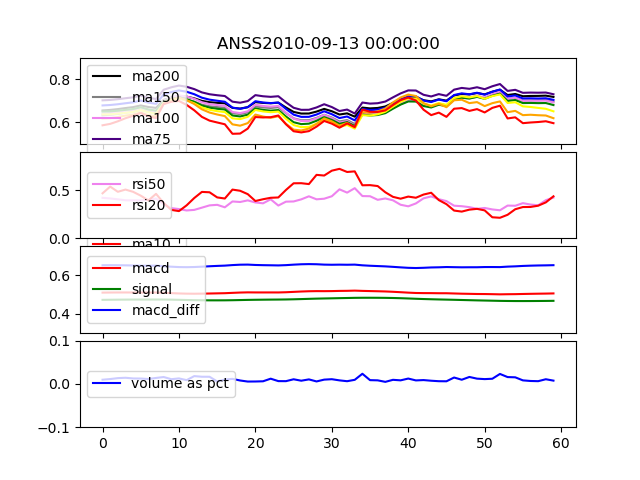 ANSS2010-09-13 00:00:00
0.8
0.6
ma200
ma150
ma100
ma75
0.5
0.0
rsi50
rsi20
ma10
0.6
0.4
macd
signal
macd_diff
0.1
0.0
−0.1
volume as pct
0 10 20 30 40 50 60